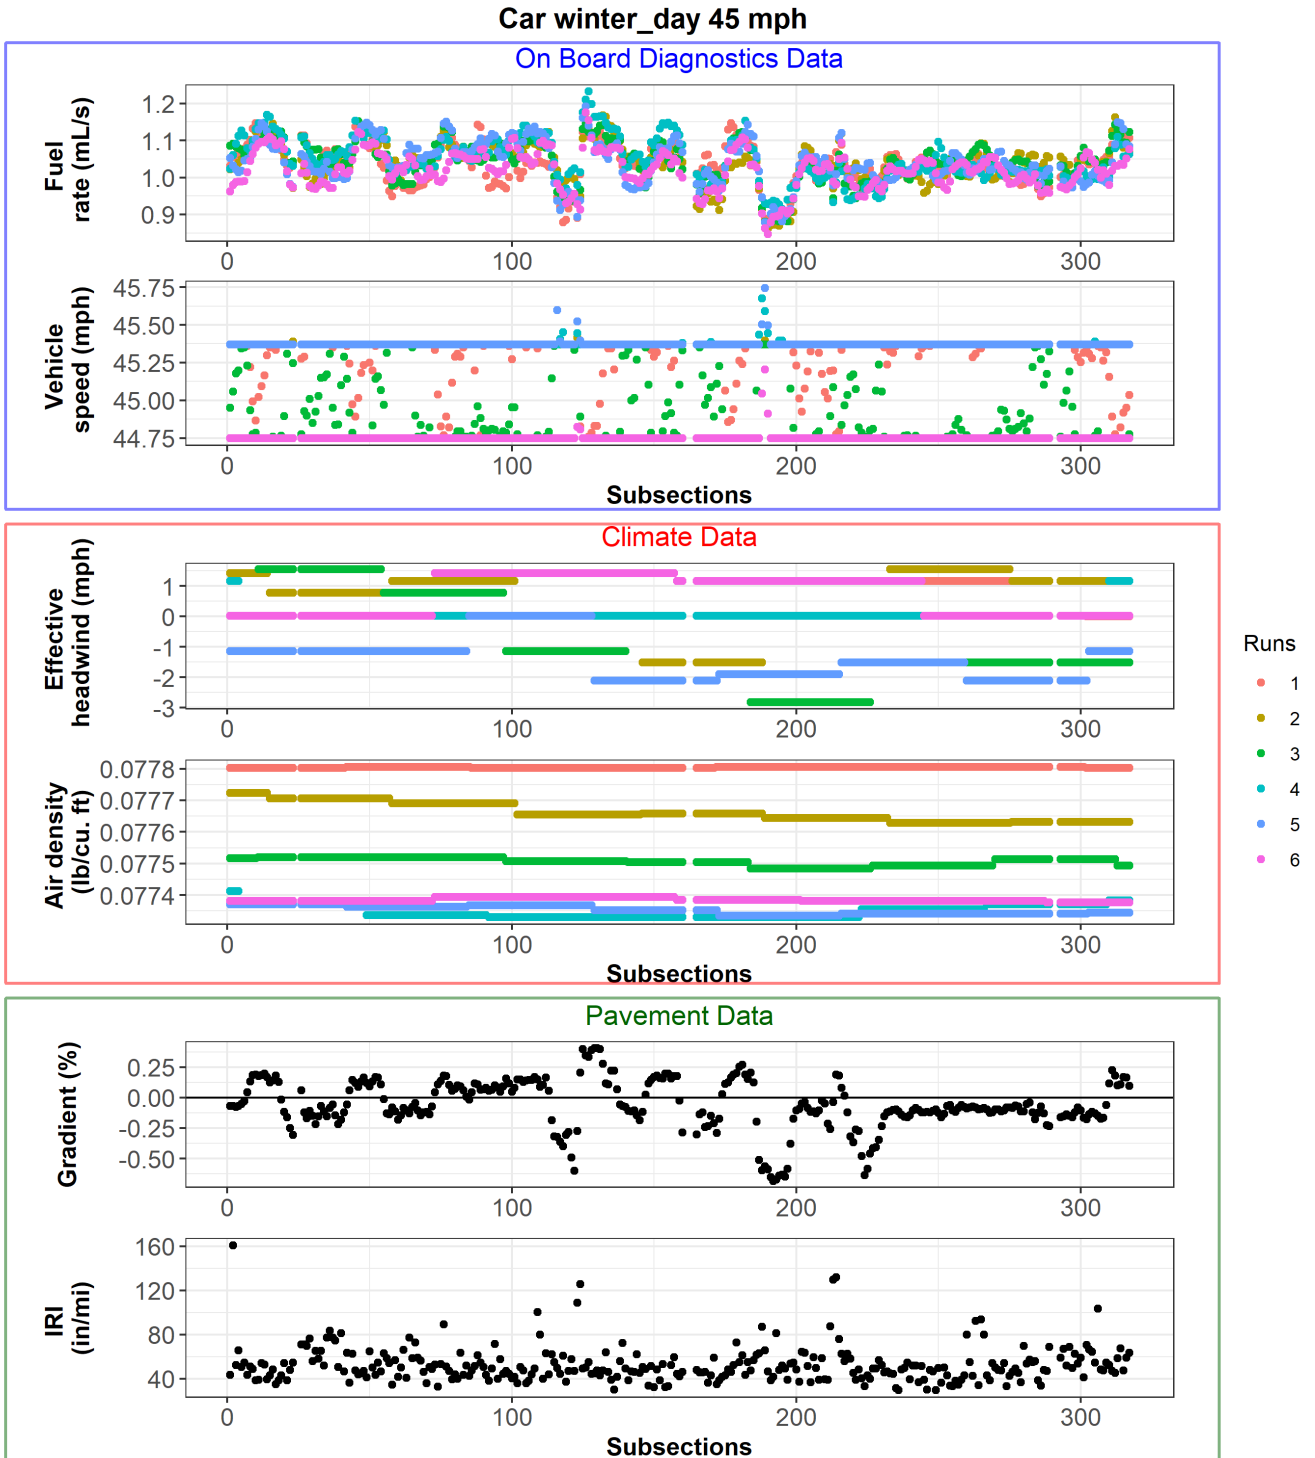 Car winter_day 45 mph
On Board Diagnostics Data
Fuel
rate (mL/s)
1.2
1.1
1.0
0.9
0 100 200 300
Vehicle
speed (mph)
45.75
45.50
45.25
45.00
44.75
0 100 200 300
Subsections
Climate Data
Effective
headwind (mph)
1
0
-1
-2
-3
0 100 200 300
Air density
(lb/cu. ft)
0.0778
0.0777
0.0776
0.0775
0.0774
0 100 200 300
Subsections
Pavement Data
Gradient (%)
0.25
0.00
-0.25
-0.50
0 100 200 300
IRI
(in/mi)
160
120
80
40
0 100 200 300
Subsections
Runs
1
2
3
4
5
6